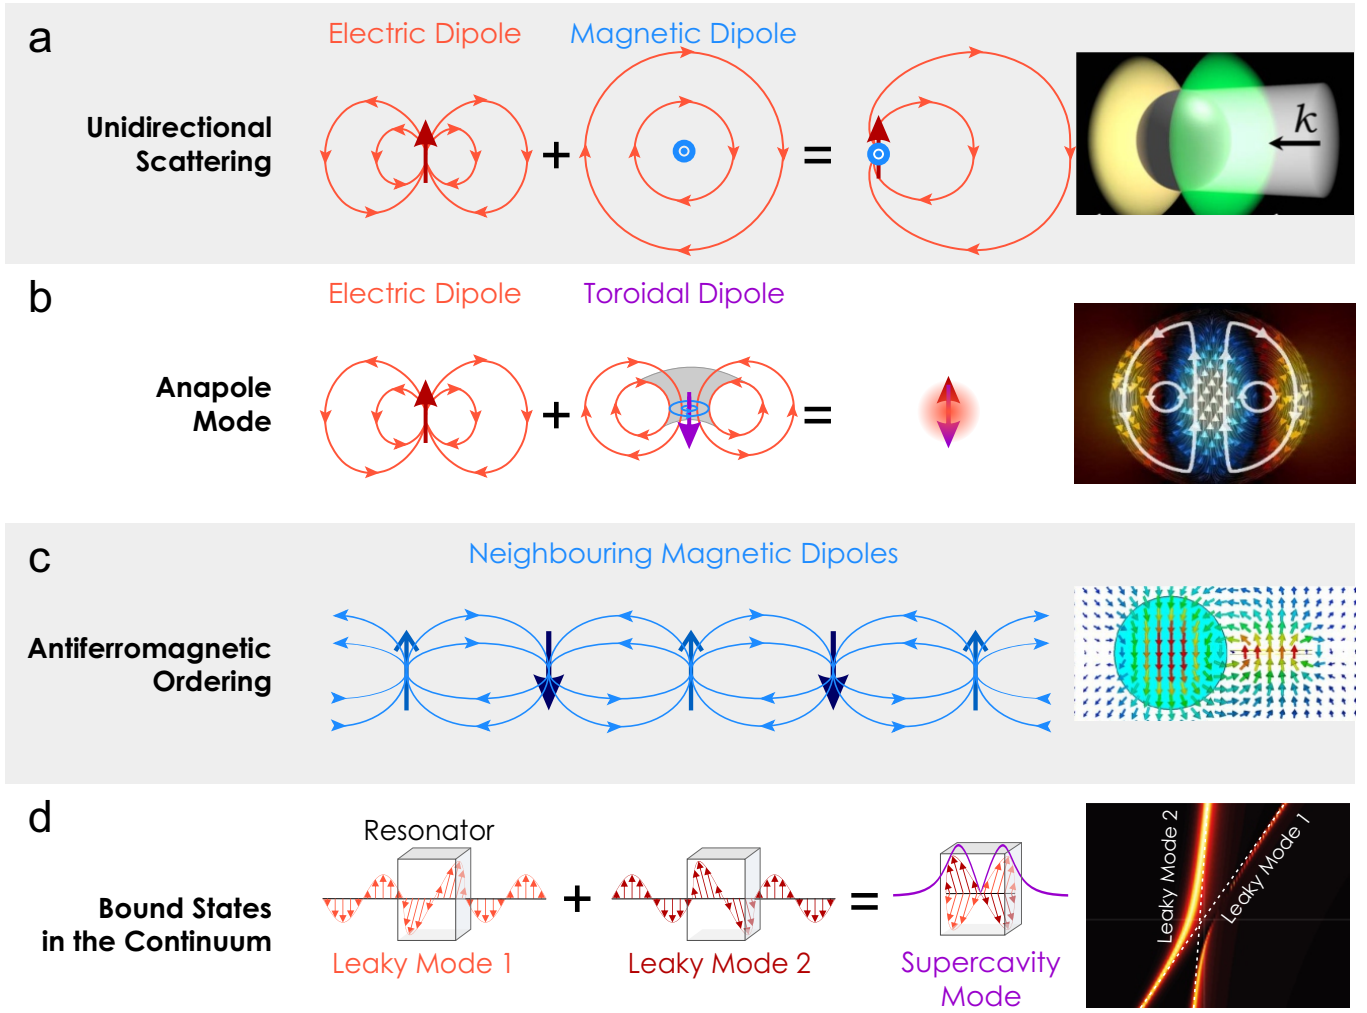 a
Electric Dipole
Magnetic Dipole
Unidirectional
Scattering
+
=
k
b
Electric Dipole
Toroidal Dipole
Anapole
Mode
+
=
c
Neighbouring Magnetic Dipoles
Antiferromagnetic
Ordering
d
Resonator
Bound States
in the Continuum
+
=
Leaky Mode 1
Leaky Mode 2
Supercavity
Mode
Leaky Mode 2
Leaky Mode 1